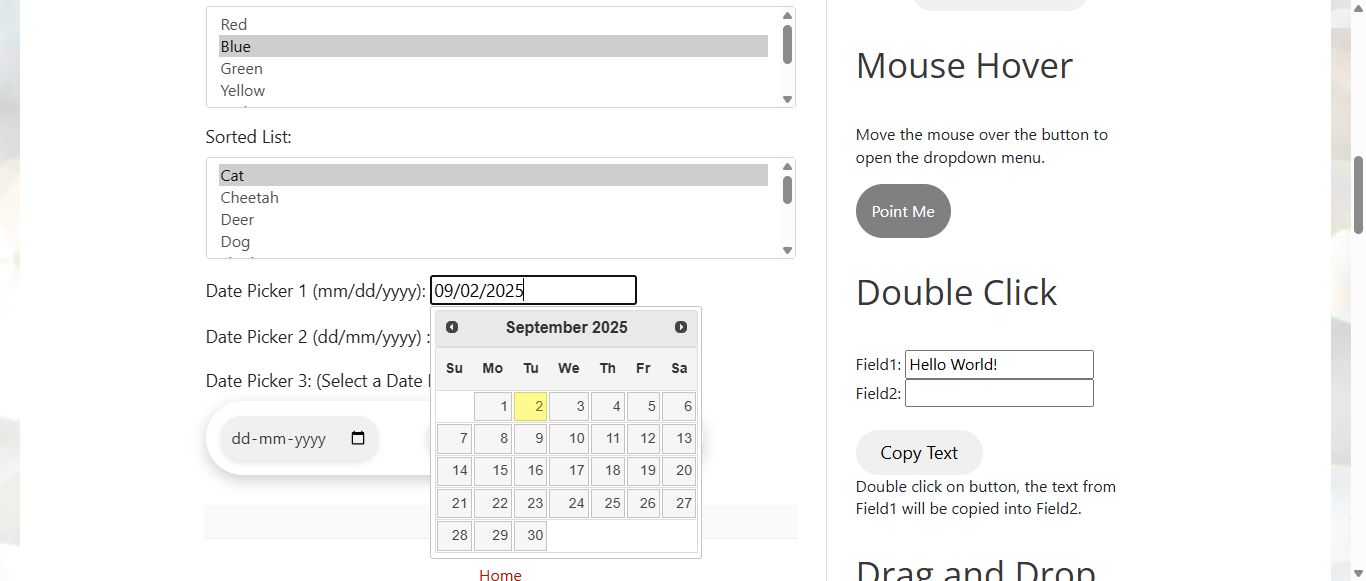 Red
Blue
Green
Yellow
Sorted List:
Cat
Cheetah
Deer
Dog
Date Picker 1 (mm/dd/yyyy): 09/02/2025
Date Picker 2 (dd/mm/yyyy) :
Date Picker 3: (Select a Date
dd-mm-yyyy
September 2025
Su Mo Tu We Th Fr Sa
1 2 3 4 5 6
7 8 9 10 11 12 13
14 15 16 17 18 19 20
21 22 23 24 25 26 27
28 29 30
Home
Mouse Hover
Move the mouse over the button to
open the dropdown menu.
Point Me
Double Click
Field1: Hello World!
Field2:
Copy Text
Double click on button, the text from
Field1 will be copied into Field2.
Drag and Drop